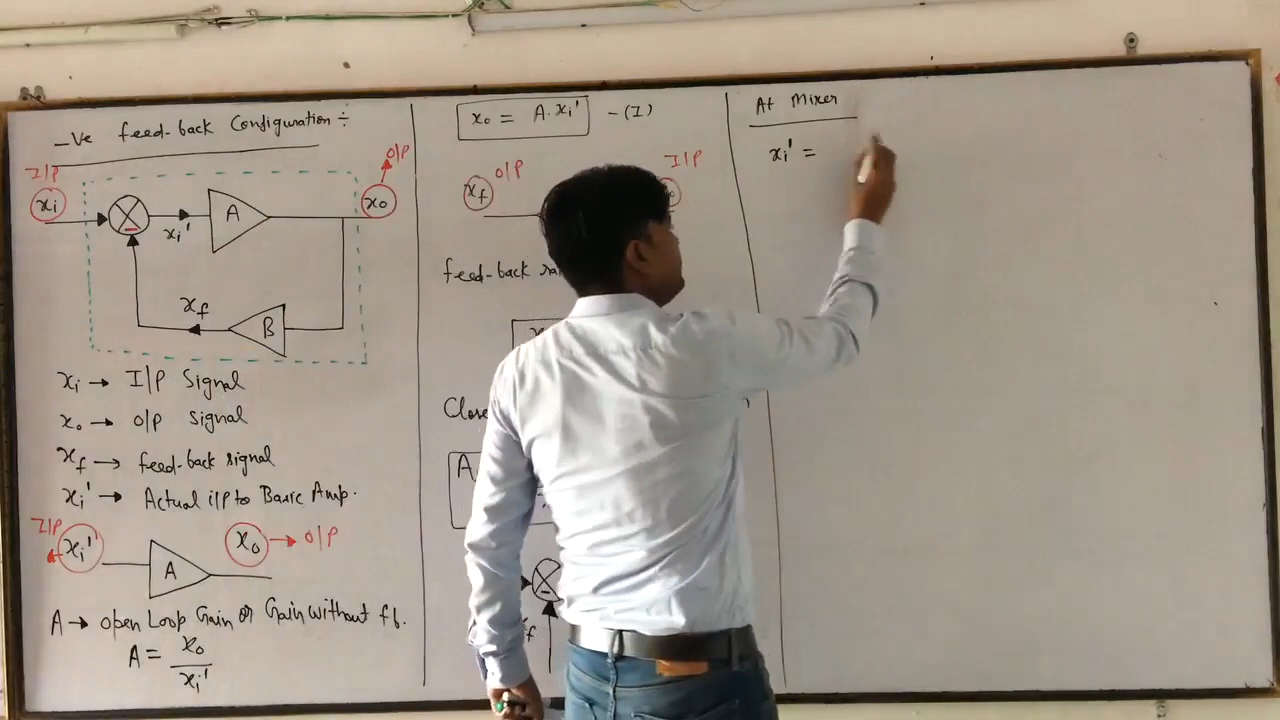 -Ve feed-back Configuration ÷
I/P
O/P
xi
xo
xi'
A
xf
B
xi → I/P Signal
xo → O/P Signal
xf → feed-back signal
xi' → Actual i/p to Basic Amp.
I/P
xi'
xo → O/P
A
A → open Loop Gain or Gain without fb.
A = xo / xi'
xo = A.xi' -(I)
xf O/P
I/P
feed-back
Close
A
At Mixer
xi' =